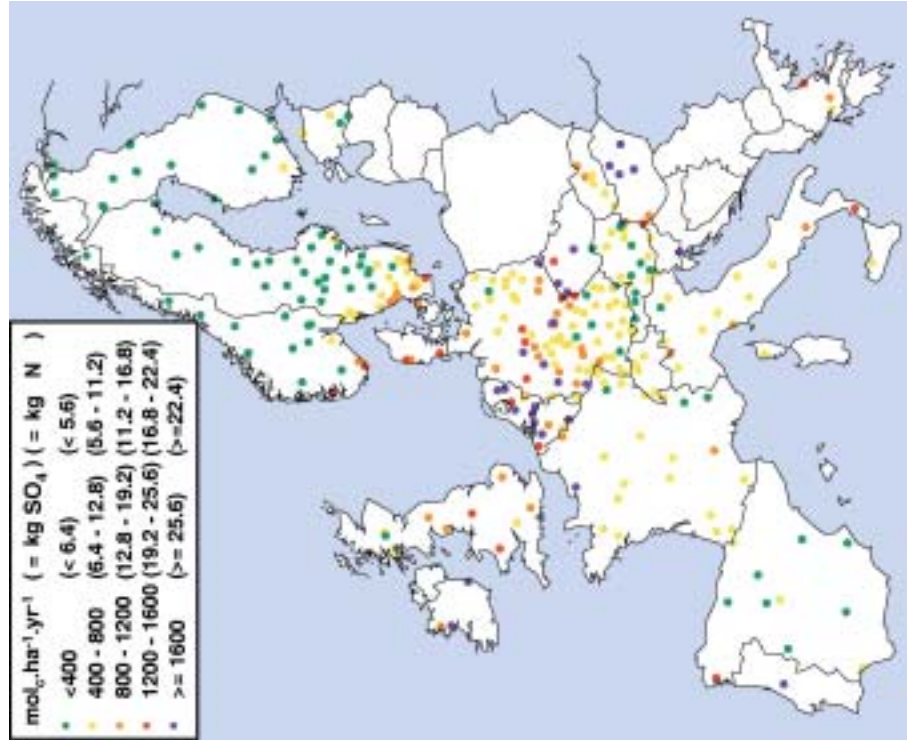 mol_c.ha⁻¹.yr⁻¹ (= kg SO₄) (= kg N )
<400 (< 6.4) (< 5.6)
400 - 800 (6.4 - 12.8) (5.6 - 11.2)
800 - 1200 (12.8 - 19.2) (11.2 - 16.8)
1200 - 1600 (19.2 - 25.6) (16.8 - 22.4)
>= 1600 (>= 25.6) (>=22.4)